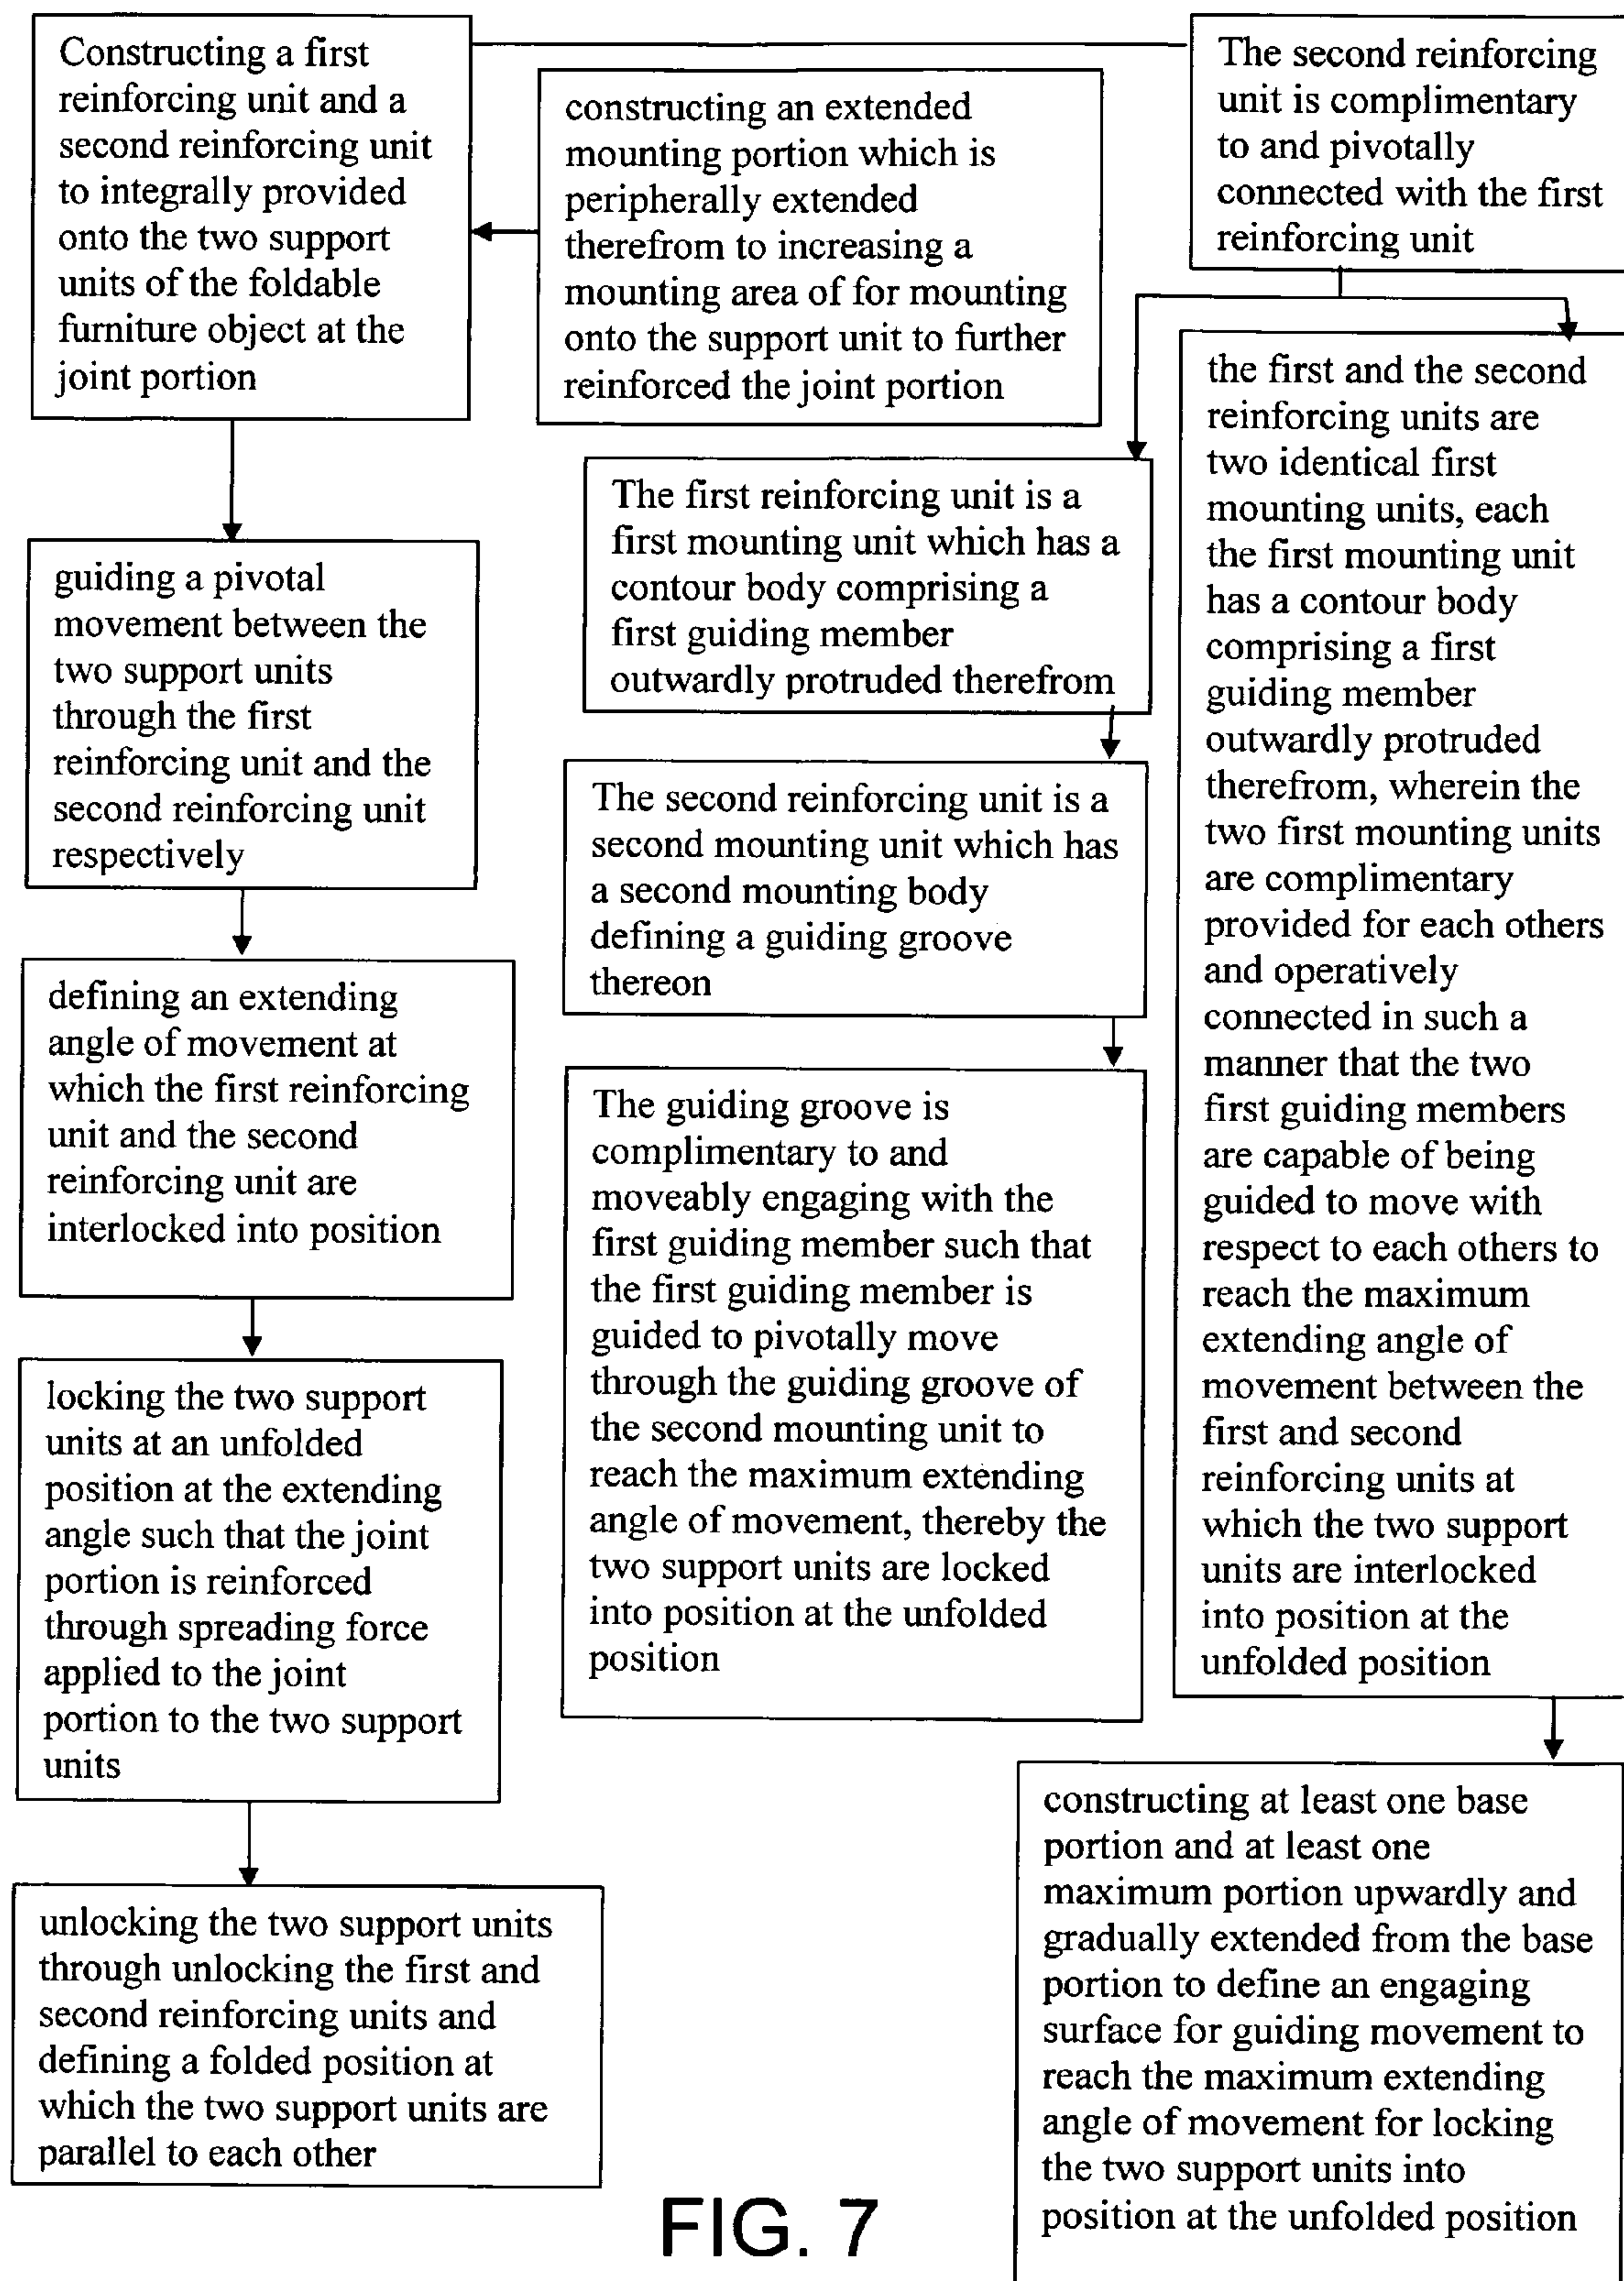 Constructing a first
reinforcing unit and a
second reinforcing unit
to integrally provided
onto the two support
units of the foldable
furniture object at the
joint portion
constructing an extended
mounting portion which is
peripherally extended
therefrom to increasing a
mounting area of for mounting
onto the support unit to further
reinforced the joint portion
The second reinforcing
unit is complimentary
to and pivotally
connected with the first
reinforcing unit
guiding a pivotal
movement between the
two support units
through the first
reinforcing unit and the
second reinforcing unit
respectively
defining an extending
angle of movement at
which the first reinforcing
unit and the second
reinforcing unit are
interlocked into position
locking the two support
units at an unfolded
position at the extending
angle such that the joint
portion is reinforced
through spreading force
applied to the joint
portion to the two support
units
unlocking the two support units
through unlocking the first and
second reinforcing units and
defining a folded position at
which the two support units are
parallel to each other
The first reinforcing unit is a
first mounting unit which has a
contour body comprising a
first guiding member
outwardly protruded therefrom
The second reinforcing unit is a
second mounting unit which has
a second mounting body
defining a guiding groove
thereon
The guiding groove is
complimentary to and
moveably engaging with the
first guiding member such that
the first guiding member is
guided to pivotally move
through the guiding groove of
the second mounting unit to
reach the maximum extending
angle of movement, thereby the
two support units are locked
into position at the unfolded
position
the first and the second
reinforcing units are
two identical first
mounting units, each
the first mounting unit
has a contour body
comprising a first
guiding member
outwardly protruded
therefrom, wherein the
two first mounting units
are complimentary
provided for each others
and operatively
connected in such a
manner that the two
first guiding members
are capable of being
guided to move with
respect to each others to
reach the maximum
extending angle of
movement between the
first and second
reinforcing units at
which the two support
units are interlocked
into position at the
unfolded position
constructing at least one base
portion and at least one
maximum portion upwardly and
gradually extended from the base
portion to define an engaging
surface for guiding movement to
reach the maximum extending
angle of movement for locking
the two support units into
position at the unfolded position
FIG. 7